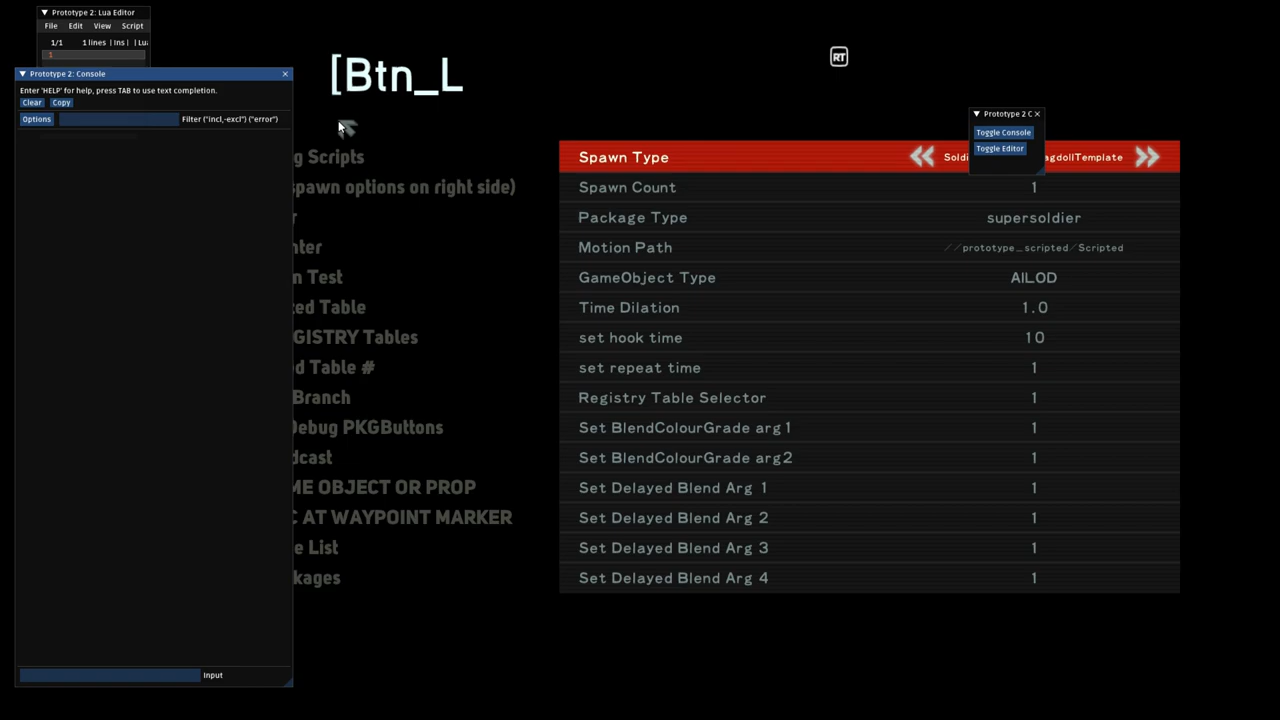 Prototype 2: Lua Editor
File Edit View Script
1/1 1 lines | Ins | Lu
1
Prototype 2: Console
Enter 'HELP' for help, press TAB to use text completion.
Clear Copy
Options Filter ("incl,-excl") ("error")
Input
[Btn_L
RT
Prototype 2 C
Toggle Console
Toggle Editor
g Scripts
spawn options on right side)
r
nter
n Test
ted Table
GISTRY Tables
d Table #
Branch
Debug PKGButtons
dcast
ME OBJECT OR PROP
C AT WAYPOINT MARKER
e List
kages
Spawn Type Soldi agdollTemplate
Spawn Count 1
Package Type supersoldier
Motion Path //prototype_scripted/Scripted
GameObject Type AILOD
Time Dilation 1.0
set hook time 10
set repeat time 1
Registry Table Selector 1
Set BlendColourGrade arg1 1
Set BlendColourGrade arg2 1
Set Delayed Blend Arg 1 1
Set Delayed Blend Arg 2 1
Set Delayed Blend Arg 3 1
Set Delayed Blend Arg 4 1